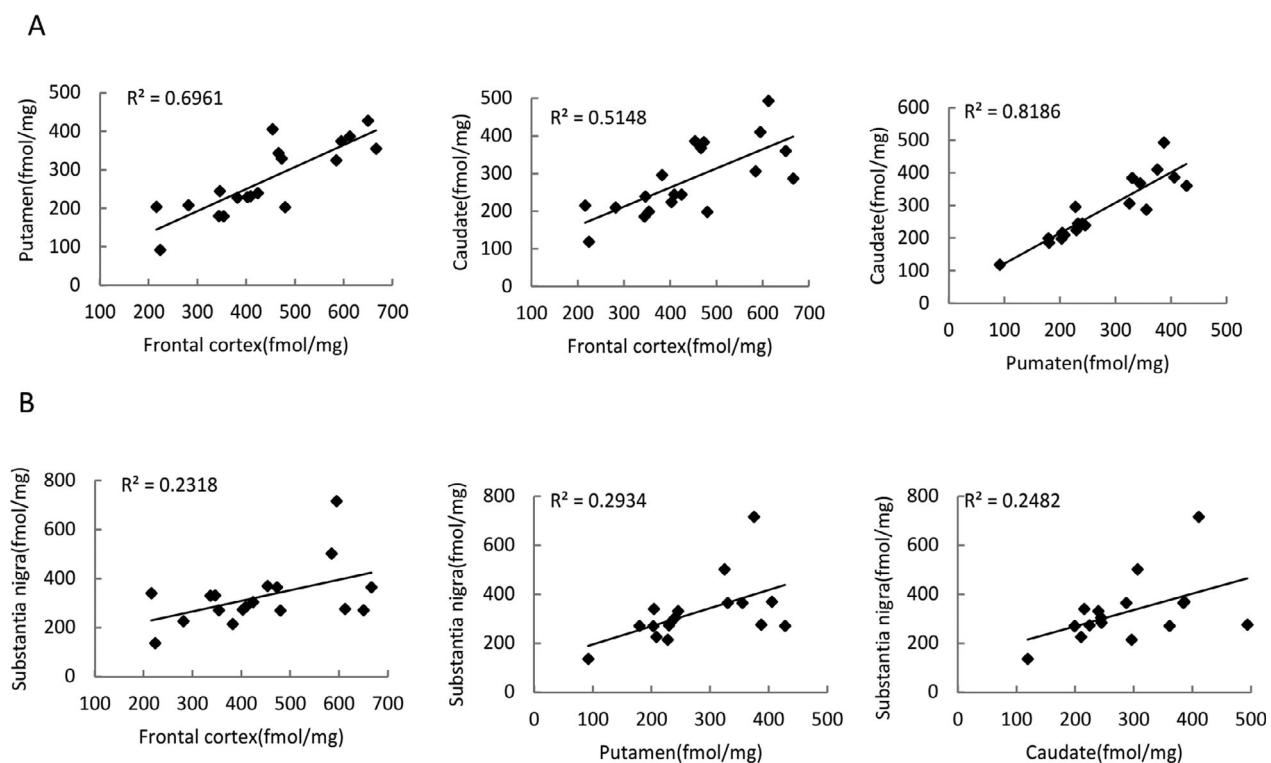 A
R² = 0.6961
Putamen(fmol/mg)
500
400
300
200
100
0
100 200 300 400 500 600 700
Frontal cortex(fmol/mg)
R² = 0.5148
Caudate(fmol/mg)
500
400
300
200
100
0
100 200 300 400 500 600 700
Frontal cortex(fmol/mg)
R² = 0.8186
Caudate(fmol/mg)
600
500
400
300
200
100
0
0 100 200 300 400 500
Pumaten(fmol/mg)
B
R² = 0.2318
Substantia nigra(fmol/mg)
800
600
400
200
0
100 200 300 400 500 600 700
Frontal cortex(fmol/mg)
R² = 0.2934
Substantia nigra(fmol/mg)
800
600
400
200
0
0 100 200 300 400 500
Putamen(fmol/mg)
R² = 0.2482
Substantia nigra(fmol/mg)
800
600
400
200
0
0 100 200 300 400 500
Caudate(fmol/mg)